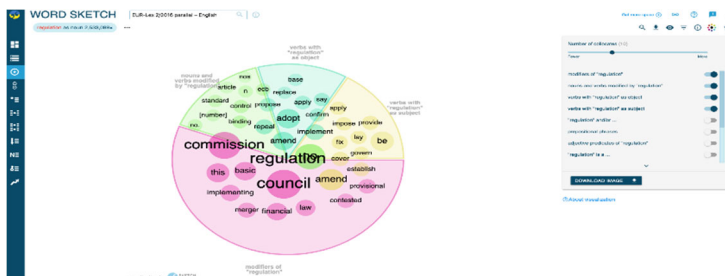 WORD SKETCH
EUR-Lex 2/2016 parallel – English
regulation as noun
verbs with
"regulation"
as object
nouns and
verbs modified
by "regulation"
verbs with
"regulation"
as subject
nox
article
n
ecb
base
replace
standard
control
propose
apply
say
[number]
binding
adopt
confirm
apply
no.
repeal
implement
impose
provide
amend
fix
lay
be
commission
regulation
govern
cover
this
basic
council
amend
establish
implementing
provisional
contested
merger
financial
law
modifiers of
"regulation"
Number of collocates
modifiers of "regulation"
nouns and verbs modified by "regulation"
verbs with "regulation" as object
verbs with "regulation" as subject
"regulation" and/or ...
prepositional phrases
adjective predicates of "regulation"
"regulation" is a ...
DOWNLOAD IMAGE
About visualization